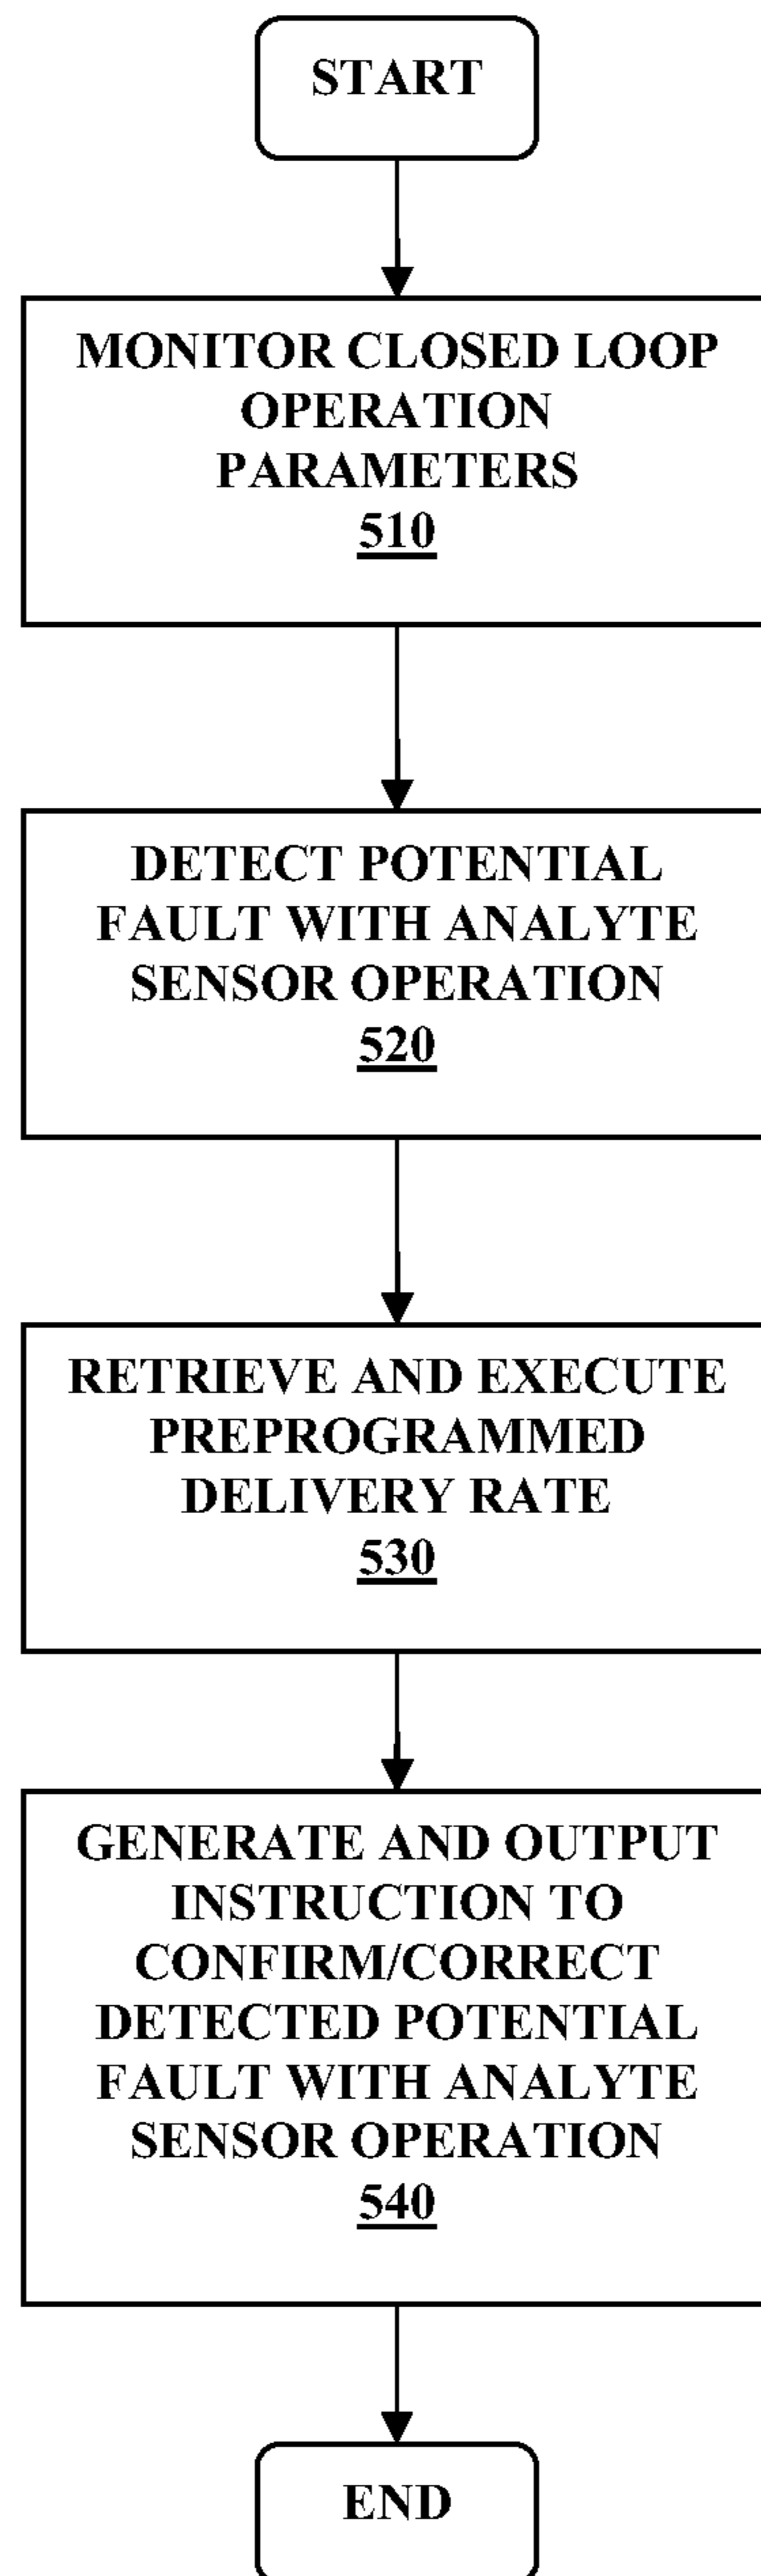 START
MONITOR CLOSED LOOP
OPERATION
PARAMETERS
510
DETECT POTENTIAL
FAULT WITH ANALYTE
SENSOR OPERATION
520
RETRIEVE AND EXECUTE
PREPROGRAMMED
DELIVERY RATE
530
GENERATE AND OUTPUT
INSTRUCTION TO
CONFIRM/CORRECT
DETECTED POTENTIAL
FAULT WITH ANALYTE
SENSOR OPERATION
540
END